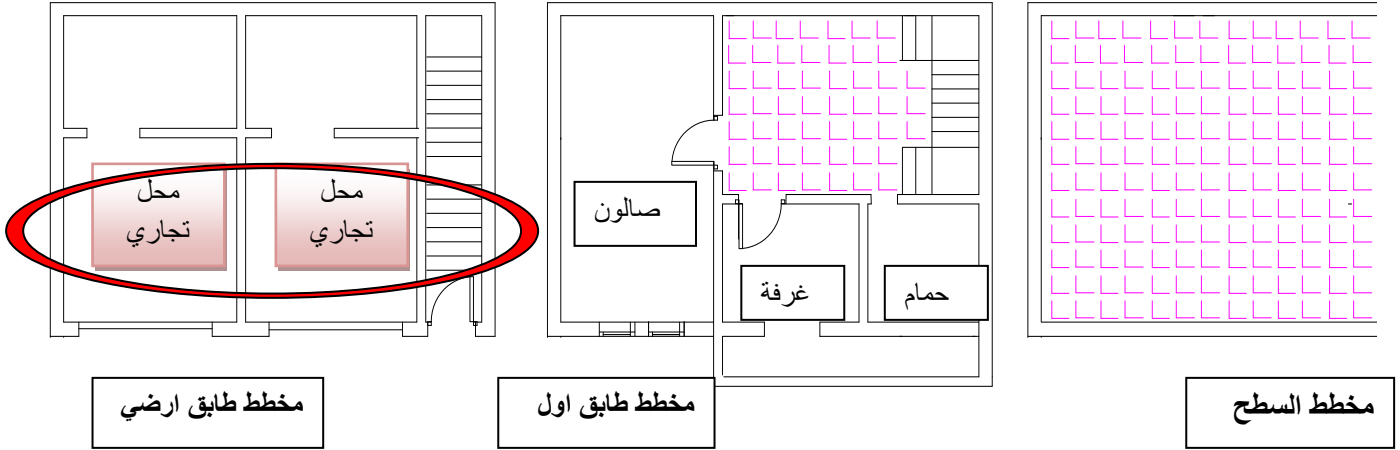 محل
تجاري
محل
تجاري
صالون
غرفة
حمام
مخطط طابق ارضي
مخطط طابق اول
مخطط السطح